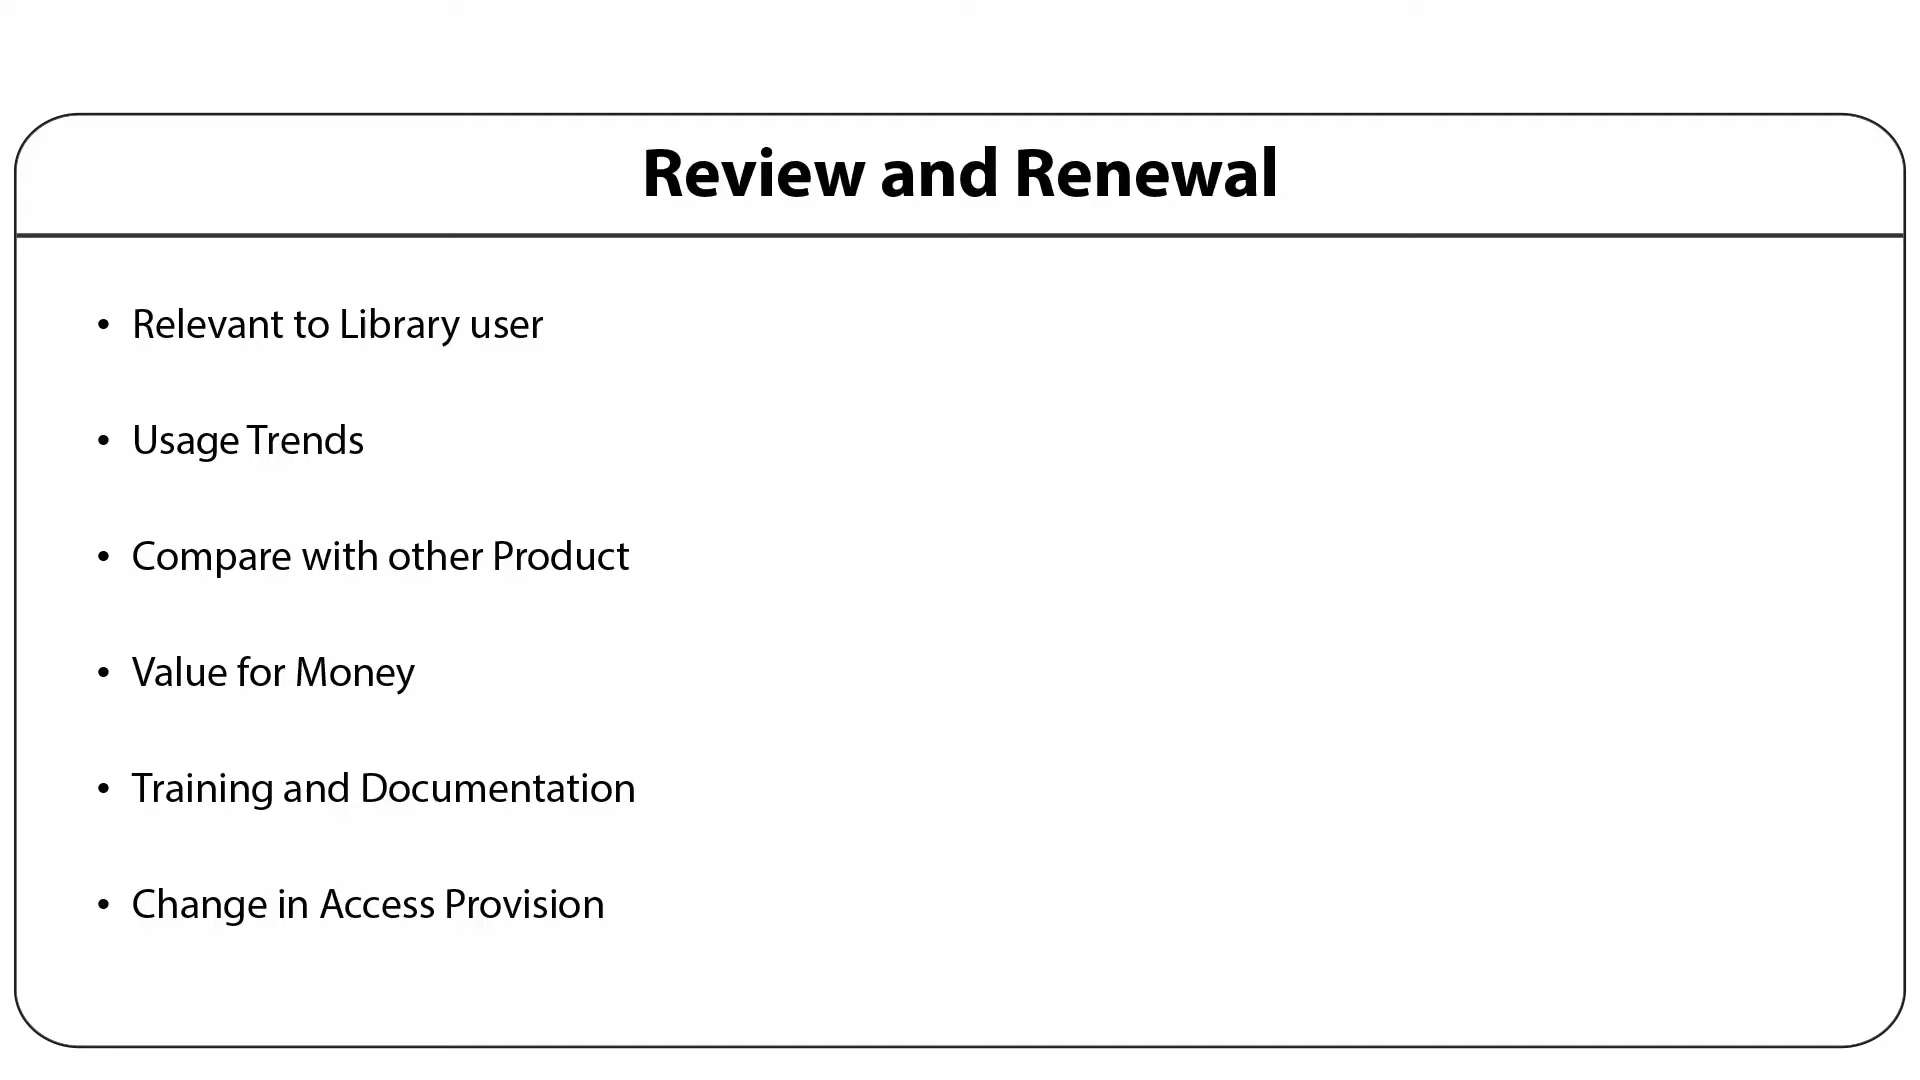 Review and Renewal
• Relevant to Library user
• Usage Trends
• Compare with other Product
• Value for Money
• Training and Documentation
• Change in Access Provision